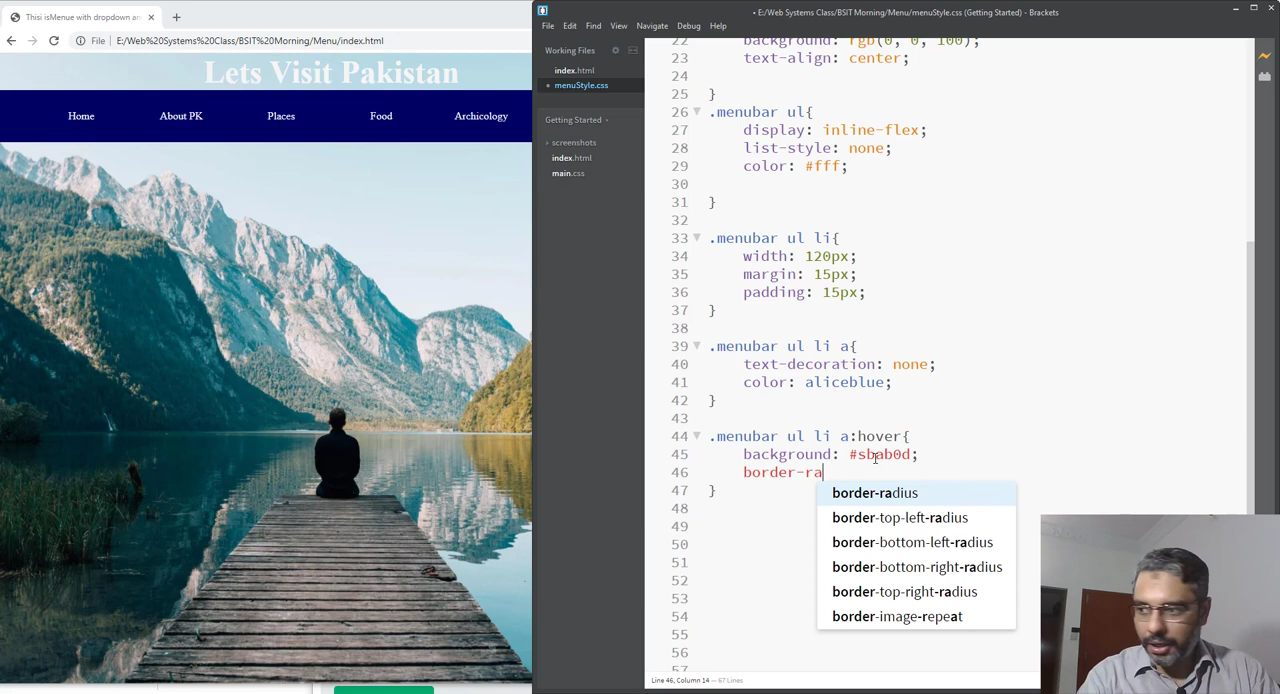 Thisi isMenue with dropdown an
File E:/Web%20Systems%20Class/BSIT%20Morning/Menu/index.html
Lets Visit Pakistan
Home About PK Places Food Archicology
• E:/Web Systems Class/BSIT Morning/Menu/menuStyle.css (Getting Started) - Brackets
File Edit Find View Navigate Debug Help
Working Files
index.html
• menuStyle.css
Getting Started
screenshots
index.html
main.css
22 background: rgb(0, 0, 100);
23 text-align: center;
24
25 }
26 .menubar ul{
27 display: inline-flex;
28 list-style: none;
29 color: #fff;
30
31 }
32
33 .menubar ul li{
34 width: 120px;
35 margin: 15px;
36 padding: 15px;
37 }
38
39 .menubar ul li a{
40 text-decoration: none;
41 color: aliceblue;
42 }
43
44 .menubar ul li a:hover{
45 background: #sbab0d;
46 border-ra
47 }
48
49
50
51
52
53
54
55
56
57
border-radius
border-top-left-radius
border-bottom-left-radius
border-bottom-right-radius
border-top-right-radius
border-image-repeat
Line 46, Column 14 — 67 Lines